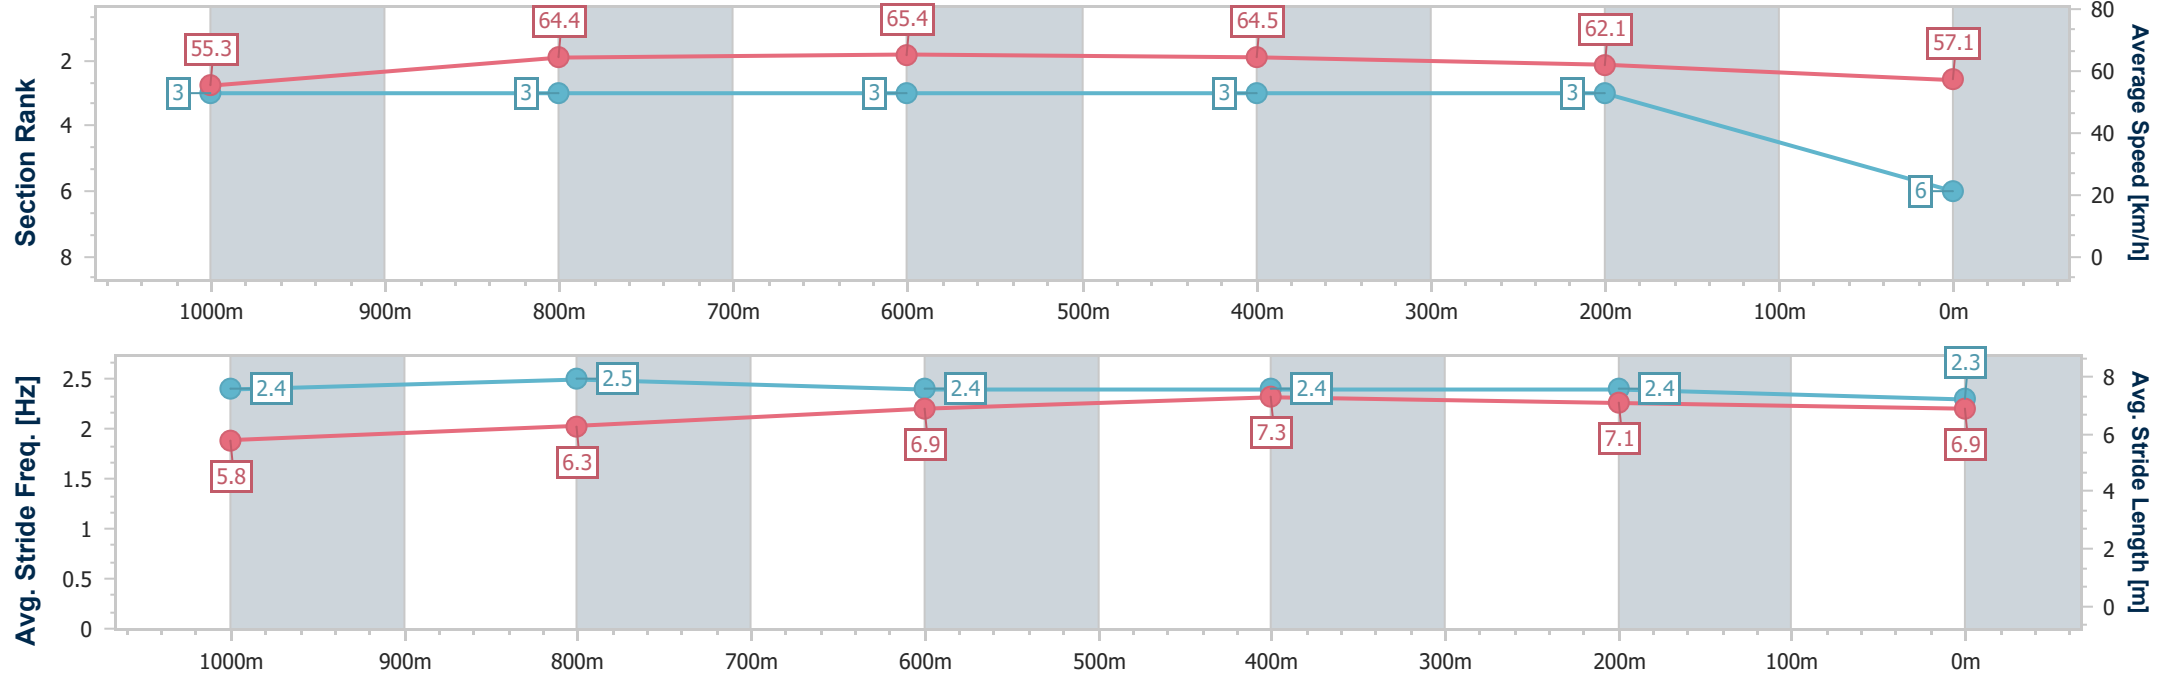 Section Rank
2
4
6
8
55.3
64.4
65.4
64.5
62.1
57.1
3
3
3
3
3
6
80
60
40
20
0
Average Speed [km/h]
1000m
900m
800m
700m
600m
500m
400m
300m
200m
100m
0m
Avg. Stride Freq. [Hz]
2.5
2
1.5
1
0.5
0
2.4
2.5
2.4
2.4
2.4
2.3
5.8
6.3
6.9
7.3
7.1
6.9
8
6
4
2
0
Avg. Stride Length [m]
1000m
900m
800m
700m
600m
500m
400m
300m
200m
100m
0m